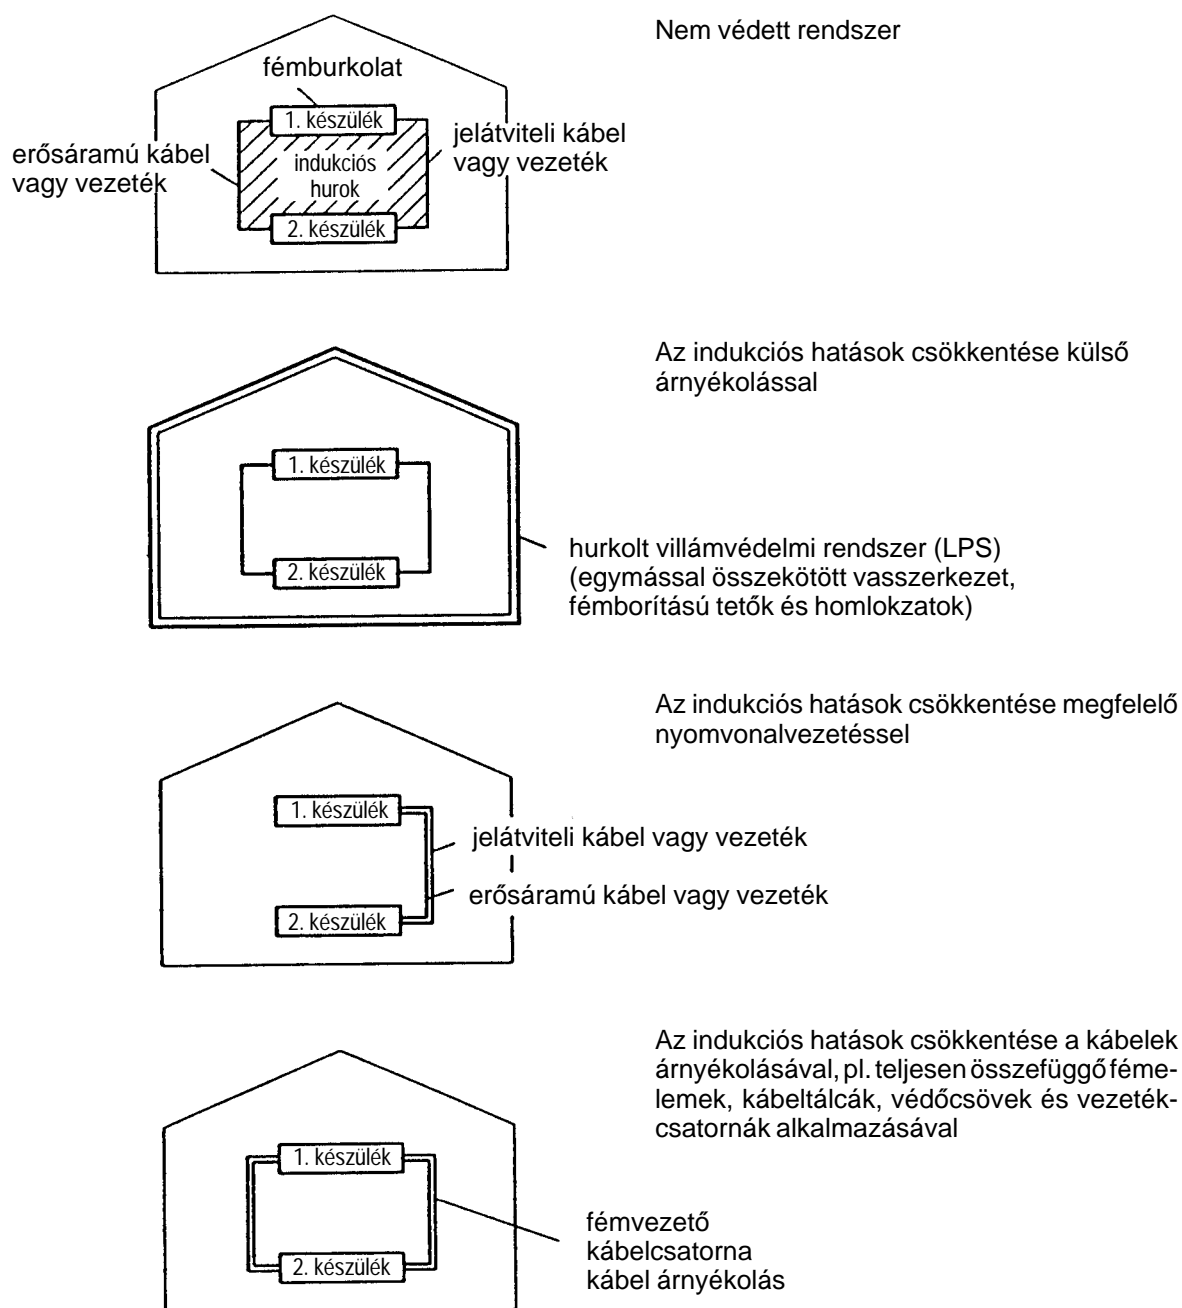 Nem védett rendszer
fémburkolat
1. készülék
erősáramú kábel
vagy vezeték
jelátviteli kábel
vagy vezeték
indukciós
hurok
2. készülék
Az indukciós hatások csökkentése külső
árnyékolással
1. készülék
2. készülék
hurkolt villámvédelmi rendszer (LPS)
(egymással összekötött vasszerkezet,
fémborítású tetők és homlokzatok)
Az indukciós hatások csökkentése megfelelő
nyomvonalvezetéssel
1. készülék
jelátviteli kábel vagy vezeték
erősáramú kábel vagy vezeték
2. készülék
Az indukciós hatások csökkentése a kábelek
árnyékolásával, pl. teljesen összefüggő féme-
lemek, kábeltálcák, védőcsövek és vezeték-
csatornák alkalmazásával
1. készülék
fémvezető
kábelcsatorna
kábel árnyékolás
2. készülék